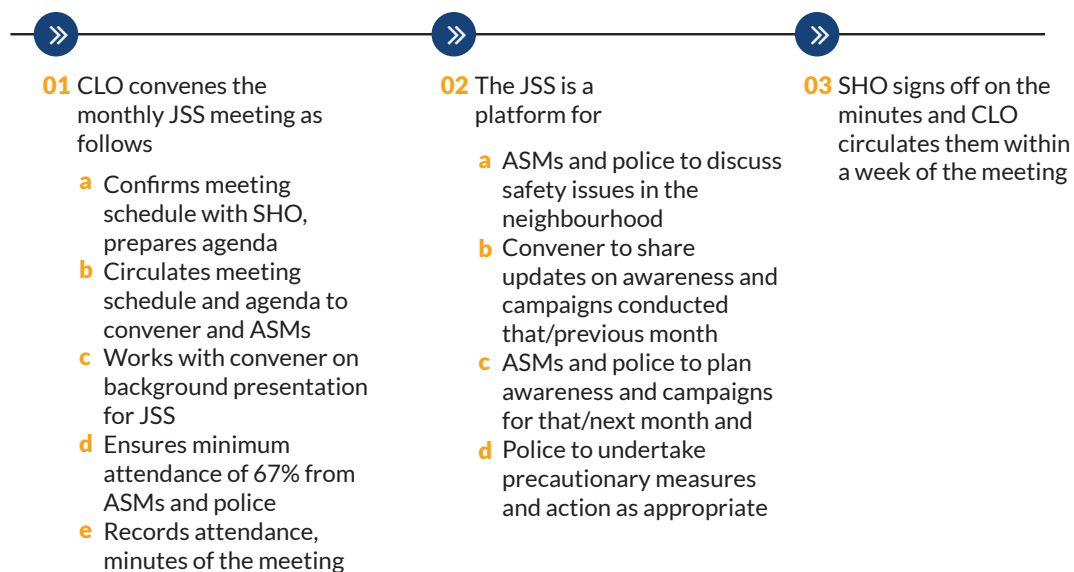 01 CLO convenes the
monthly JSS meeting as
follows
a Confirms meeting
schedule with SHO,
prepares agenda
b Circulates meeting
schedule and agenda to
convener and ASMs
c Works with convener on
background presentation
for JSS
d Ensures minimum
attendance of 67% from
ASMs and police
e Records attendance,
minutes of the meeting
02 The JSS is a
platform for
a ASMs and police to discuss
safety issues in the
neighbourhood
b Convener to share
updates on awareness and
campaigns conducted
that/previous month
c ASMs and police to plan
awareness and campaigns
for that/next month and
d Police to undertake
precautionary measures
and action as appropriate
03 SHO signs off on the
minutes and CLO
circulates them within
a week of the meeting